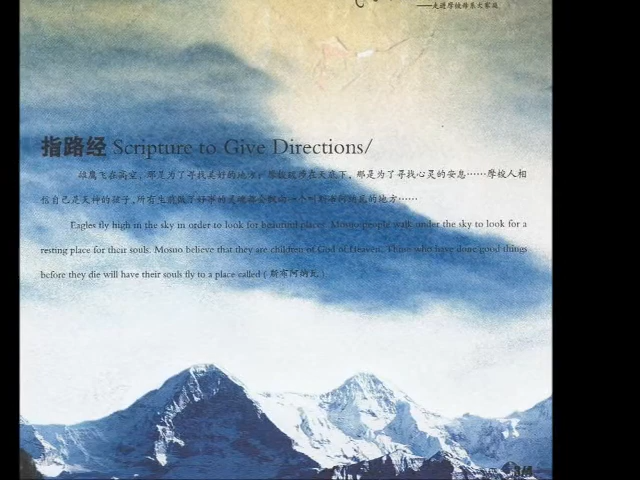 ——走进摩梭母系大家庭
指路经 Scripture to Give Directions/
雄鹰飞在高空，那是为了寻找美好的地方；摩梭跋涉在天底下，那是为了寻找心灵的安息……摩梭人相
信自己是天神的孩子，所有生前做了好事的灵魂都会飘向一个叫斯布阿纳瓦的地方……
Eagles fly high in the sky in order to look for beautiful places. Mosuo people walk under the sky to look for a
resting place for their souls. Mosuo believe that they are children of God of Heaven. Those who have done good things
before they die will have their souls fly to a place called ( 斯布阿纳瓦 )